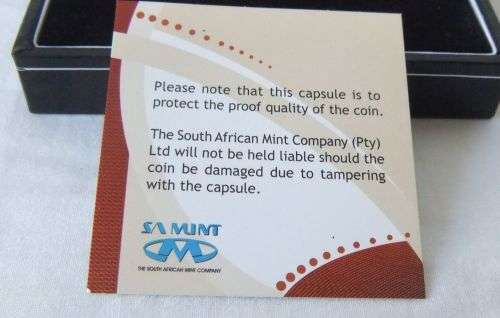 Please note that this capsule is to
protect the proof quality of the coin.
The South African Mint Company (Pty)
Ltd will not be held liable should the
coin be damaged due to tampering
with the capsule.
SA MINT
THE SOUTH AFRICAN MINT COMPANY